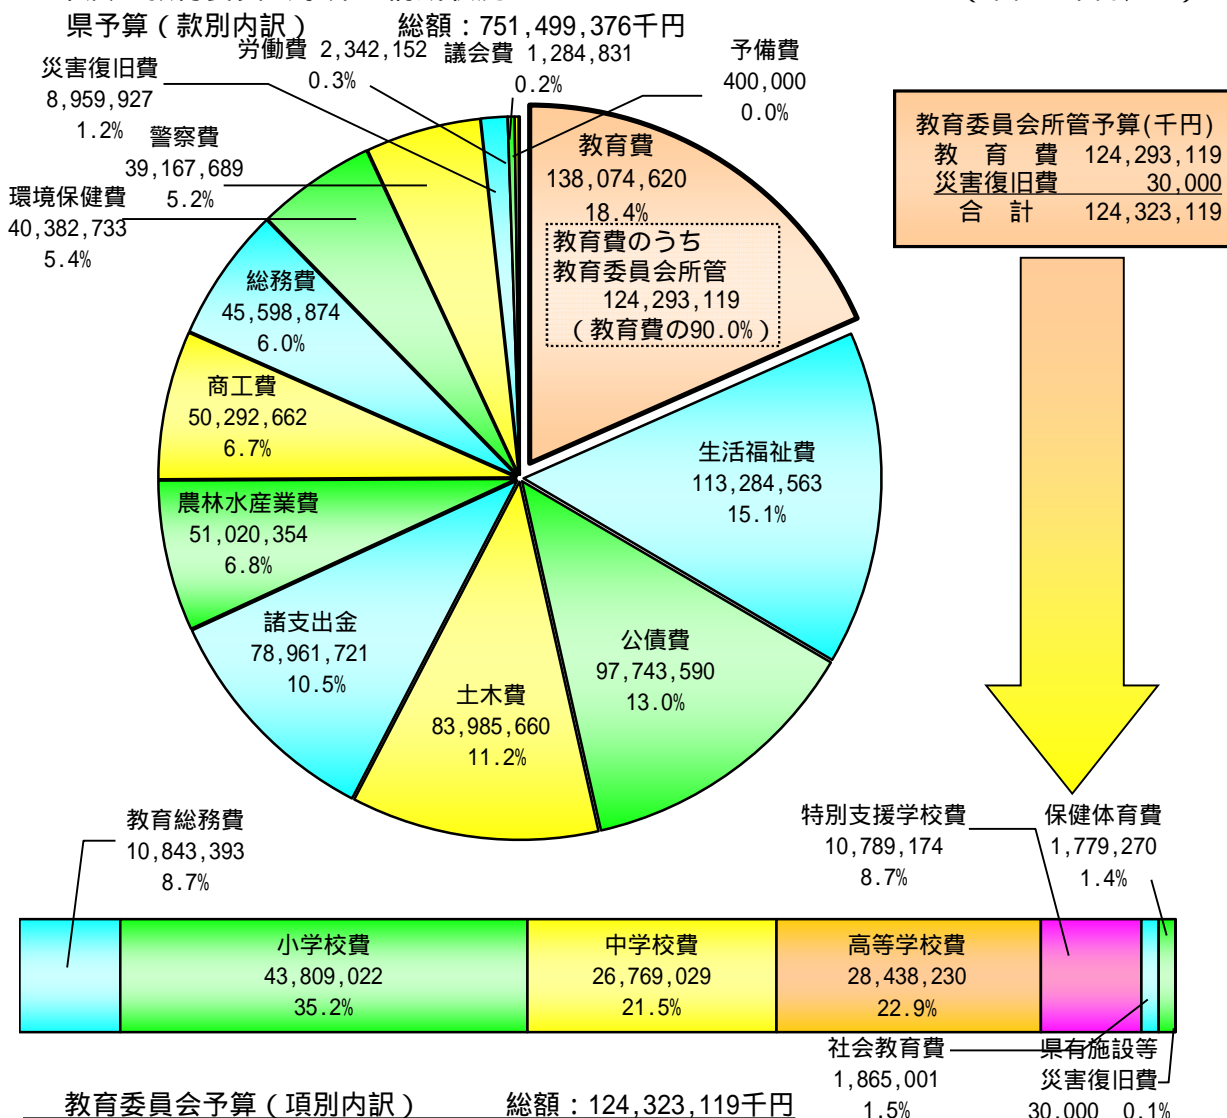 県予算（款別内訳）　総額：751,499,376千円
労働費 2,342,152
0.3%
議会費 1,284,831
0.2%
予備費
400,000
0.0%
災害復旧費
8,959,927
1.2%
警察費
39,167,689
5.2%
環境保健費
40,382,733
5.4%
総務費
45,598,874
6.0%
商工費
50,292,662
6.7%
農林水産業費
51,020,354
6.8%
諸支出金
78,961,721
10.5%
土木費
83,985,660
11.2%
公債費
97,743,590
13.0%
生活福祉費
113,284,563
15.1%
教育費
138,074,620
18.4%
教育費のうち
教育委員会所管
124,293,119
（教育費の90.0%）
教育委員会所管予算(千円)
教　育　費　124,293,119
災害復旧費　30,000
合　計　124,323,119
教育総務費
10,843,393
8.7%
特別支援学校費
10,789,174
8.7%
保健体育費
1,779,270
1.4%
小学校費
43,809,022
35.2%
中学校費
26,769,029
21.5%
高等学校費
28,438,230
22.9%
社会教育費
1,865,001
1.5%
県有施設等
災害復旧費
30,000　0.1%
教育委員会予算（項別内訳）　総額：124,323,119千円